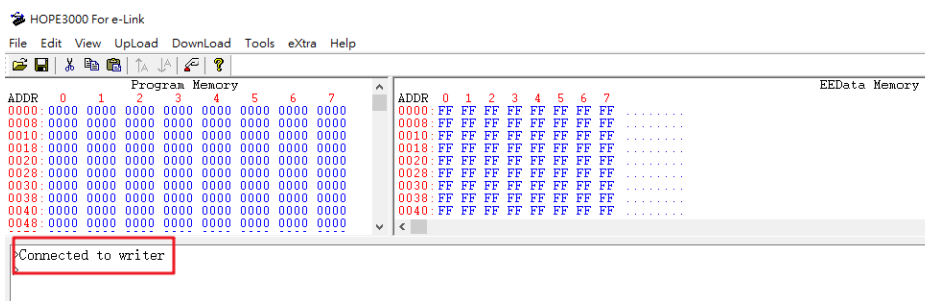 HOPE3000 For e-Link
File Edit View UpLoad DownLoad Tools eXtra Help
Program Memory
ADDR 0 1 2 3 4 5 6 7
0000: 0000 0000 0000 0000 0000 0000 0000 0000
0008: 0000 0000 0000 0000 0000 0000 0000 0000
0010: 0000 0000 0000 0000 0000 0000 0000 0000
0018: 0000 0000 0000 0000 0000 0000 0000 0000
0020: 0000 0000 0000 0000 0000 0000 0000 0000
0028: 0000 0000 0000 0000 0000 0000 0000 0000
0030: 0000 0000 0000 0000 0000 0000 0000 0000
0038: 0000 0000 0000 0000 0000 0000 0000 0000
0040: 0000 0000 0000 0000 0000 0000 0000 0000
0048: 0000 0000 0000 0000 0000 0000 0000 0000
EEData Memory
ADDR 0 1 2 3 4 5 6 7
0000: FF FF FF FF FF FF FF FF ........
0008: FF FF FF FF FF FF FF FF ........
0010: FF FF FF FF FF FF FF FF ........
0018: FF FF FF FF FF FF FF FF ........
0020: FF FF FF FF FF FF FF FF ........
0028: FF FF FF FF FF FF FF FF ........
0030: FF FF FF FF FF FF FF FF ........
0038: FF FF FF FF FF FF FF FF ........
0040: FF FF FF FF FF FF FF FF ........
>Connected to writer
>